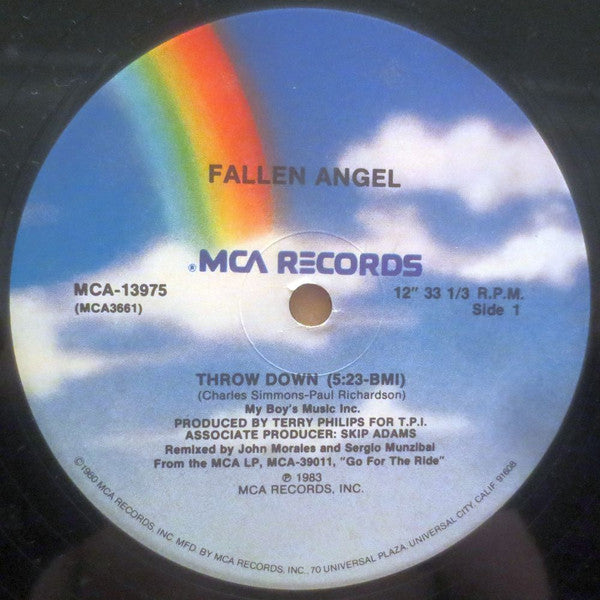 FALLEN ANGEL
®MCA RECORDS
MCA-13975
(MCA3661)
12" 33 1/3 R.P.M.
Side 1
THROW DOWN (5:23-BMI)
(Charles Simmons-Paul Richardson)
My Boy's Music Inc.
PRODUCED BY TERRY PHILIPS FOR T.P.I.
ASSOCIATE PRODUCER: SKIP ADAMS
Remixed by John Morales and Sergio Munzibal
From the MCA LP, MCA-39011, "Go For The Ride"
℗ 1983
MCA RECORDS, INC.
©1980 MCA RECORDS, INC. MFD. BY MCA RECORDS, INC., 70 UNIVERSAL PLAZA, UNIVERSAL CITY, CALIF. 91608